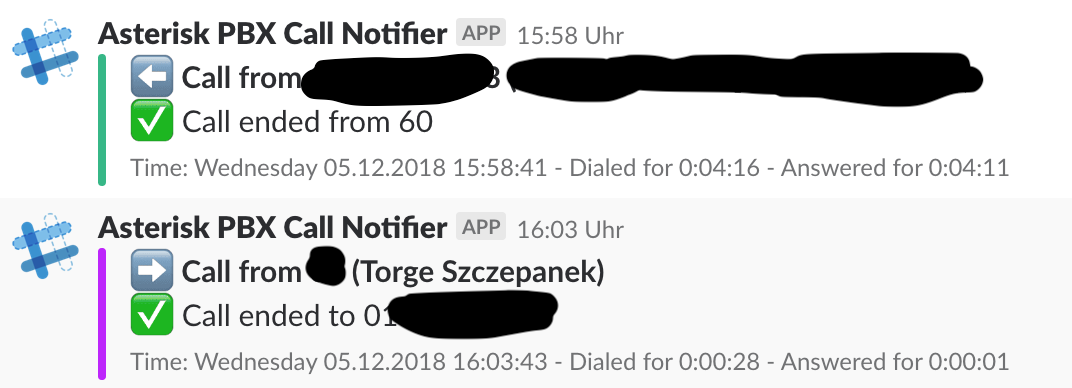 Asterisk PBX Call Notifier APP 15:58 Uhr
Call from
Call ended from 60
Time: Wednesday 05.12.2018 15:58:41 - Dialed for 0:04:16 - Answered for 0:04:11
Asterisk PBX Call Notifier APP 16:03 Uhr
Call from (Torge Szczepanek)
Call ended to 01
Time: Wednesday 05.12.2018 16:03:43 - Dialed for 0:00:28 - Answered for 0:00:01